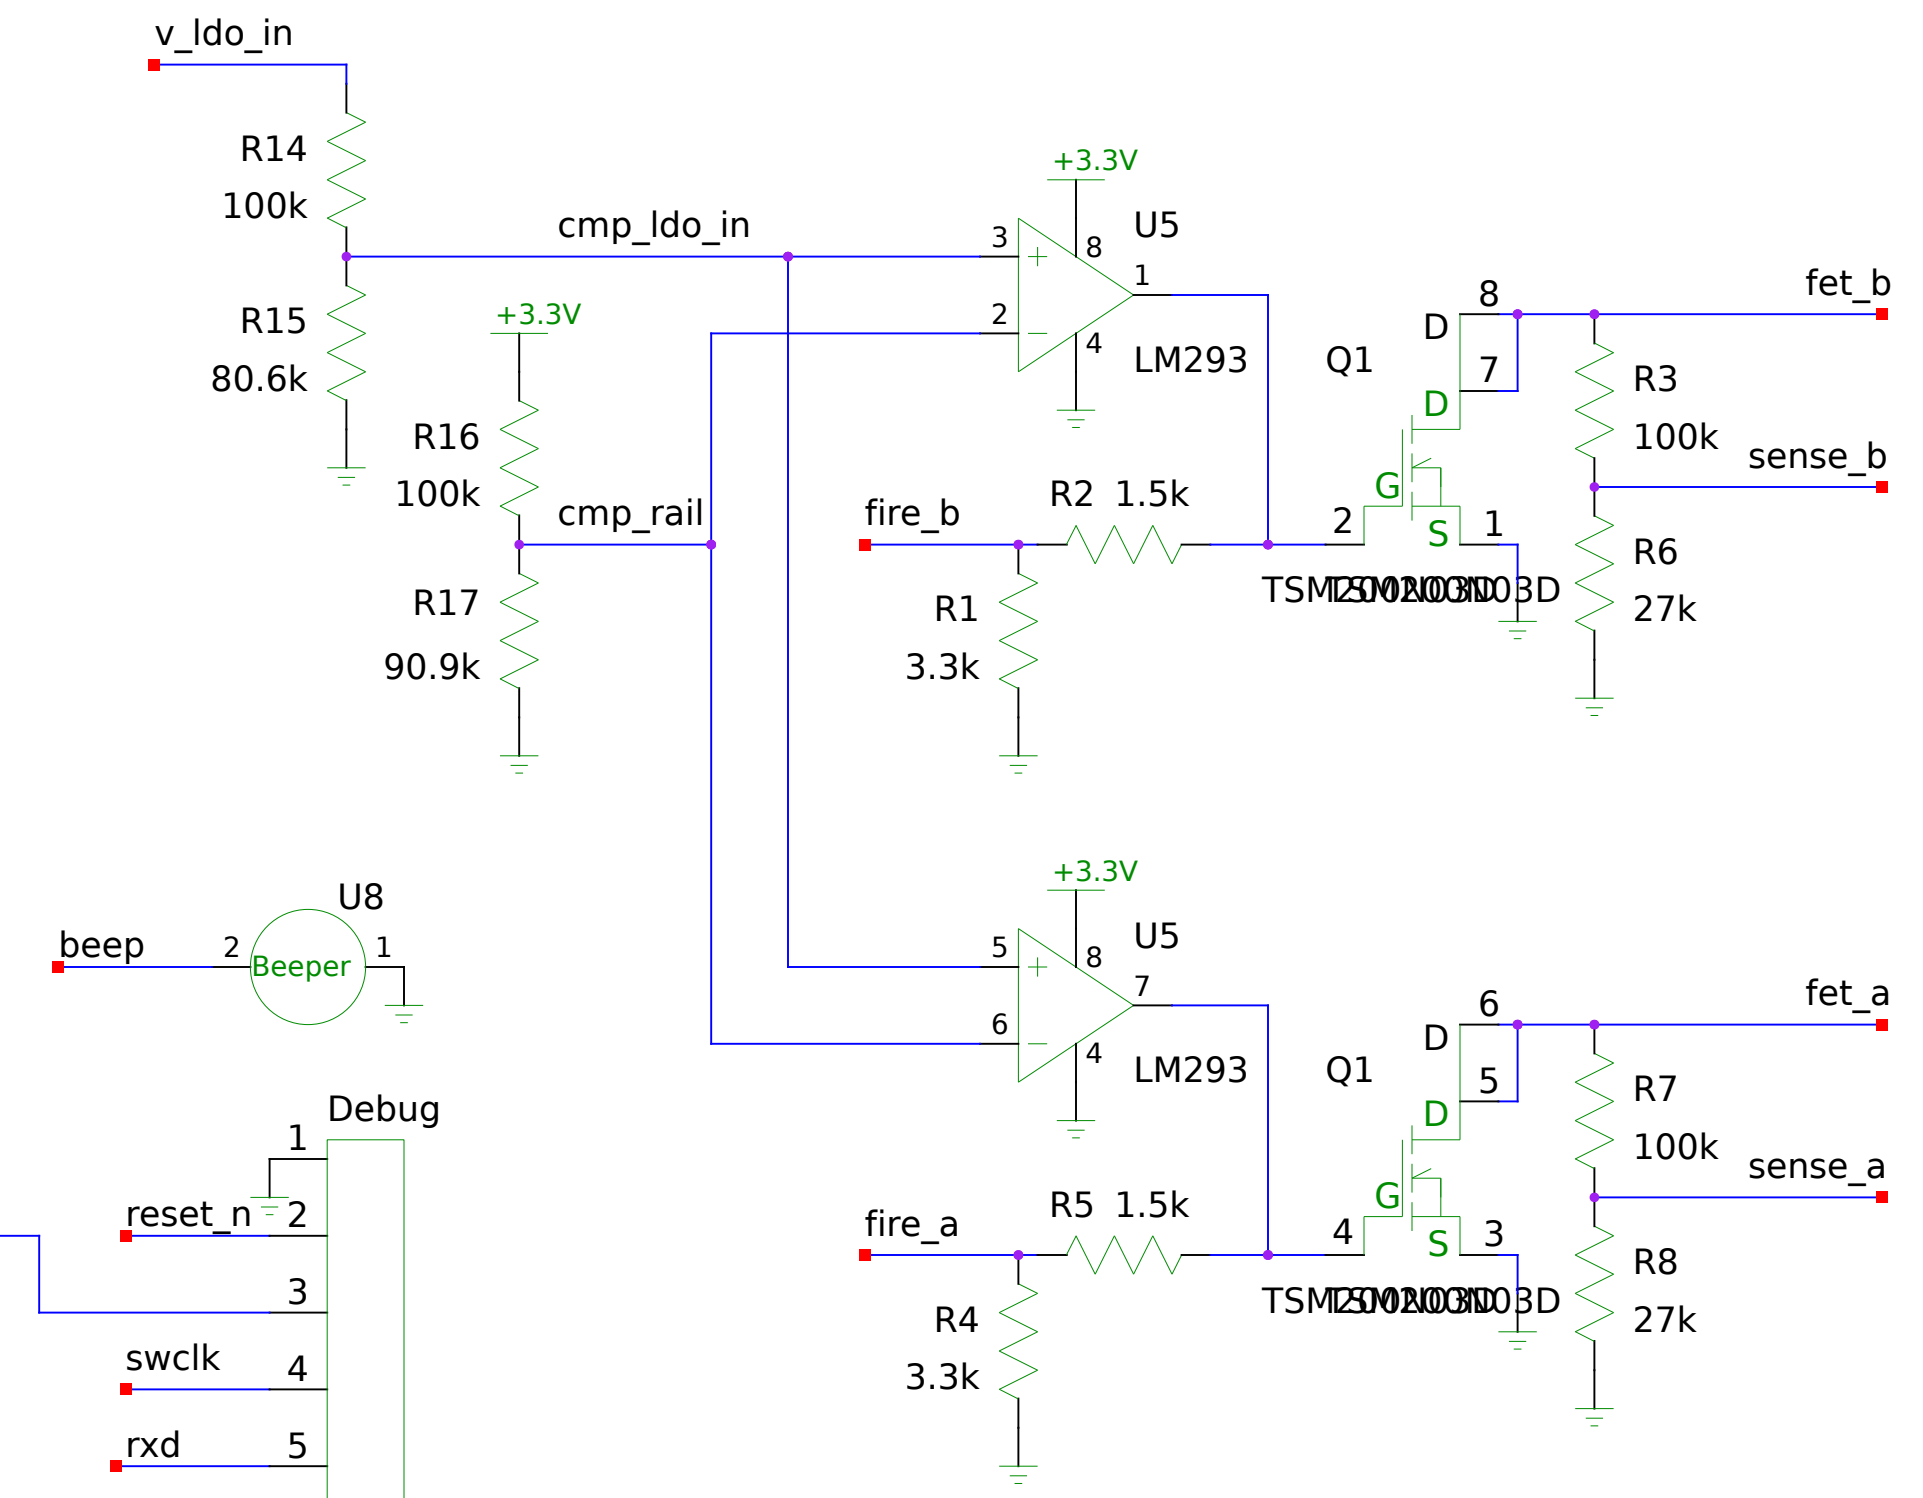 v_ldo_in
R14
100k
R15
80.6k
cmp_ldo_in
+3.3V
R16
100k
cmp_rail
R17
90.9k
+3.3V
U5
3
+
8
1
2
−
4
LM293
fire_b
R2 1.5k
R1
3.3k
Q1
8
D
7
D
G
2
S
1
fet_b
R3
100k
sense_b
R6
27k
U8
beep
2
Beeper
1
+3.3V
U5
5
+
8
7
6
−
4
LM293
fire_a
R5 1.5k
R4
3.3k
Q1
6
D
5
D
G
4
S
3
fet_a
R7
100k
sense_a
R8
27k
Debug
1
reset_n
2
3
swclk
4
rxd
5